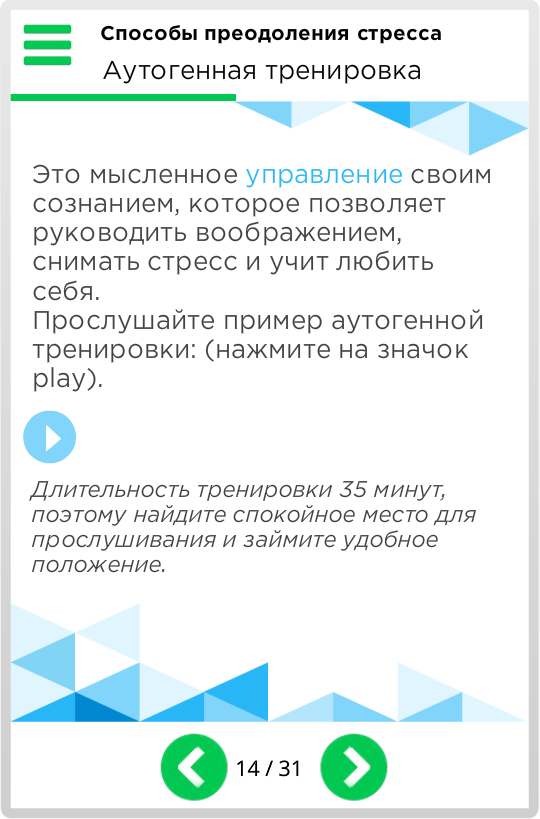 Способы преодоления стресса
Аутогенная тренировка
Это мысленное управление своим
сознанием, которое позволяет
руководить воображением,
снимать стресс и учит любить
себя.
Прослушайте пример аутогенной
тренировки: (нажмите на значок
play).
Длительность тренировки 35 минут,
поэтому найдите спокойное место для
прослушивания и займите удобное
положение.
14 / 31